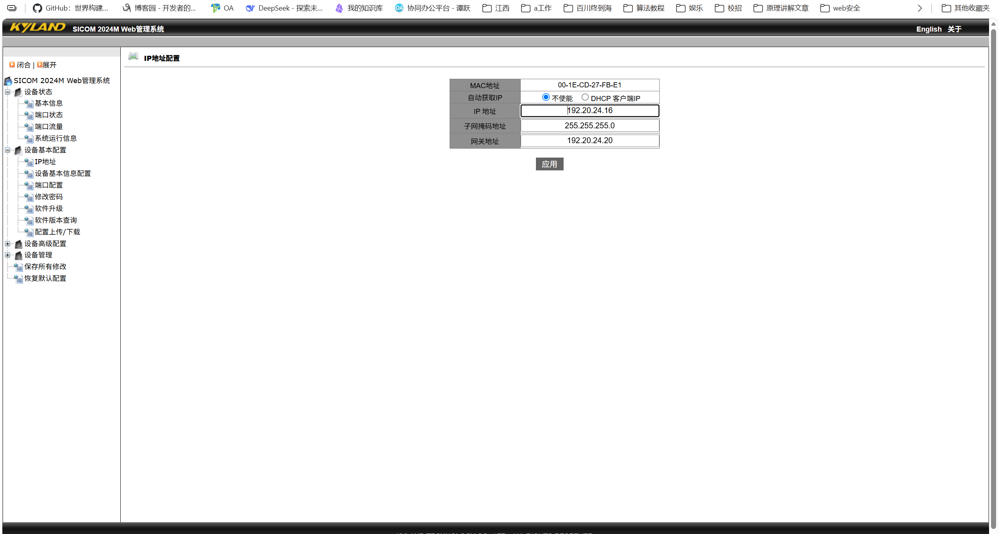 GitHub：世界构建... 博客园 - 开发者的... OA DeepSeek - 探索未... 我的知识库 协同办公平台 - 谭跃 江西 a工作 百川终到海 算法教程 娱乐 校招 原理讲解文章 web安全 其他收藏夹
KYLAND SICOM 2024M Web管理系统 English 关于
闭合 | 展开
SICOM 2024M Web管理系统
设备状态
基本信息
端口状态
端口流量
系统运行信息
设备基本配置
IP地址
设备基本信息配置
端口配置
修改密码
软件升级
软件版本查询
配置上传/下载
设备高级配置
设备管理
保存所有修改
恢复默认配置
IP地址配置
MAC地址 00-1E-CD-27-FB-E1
自动获取IP 不使能 DHCP 客户端IP
IP 地址 192.20.24.16
子网掩码地址 255.255.255.0
网关地址 192.20.24.20
应用